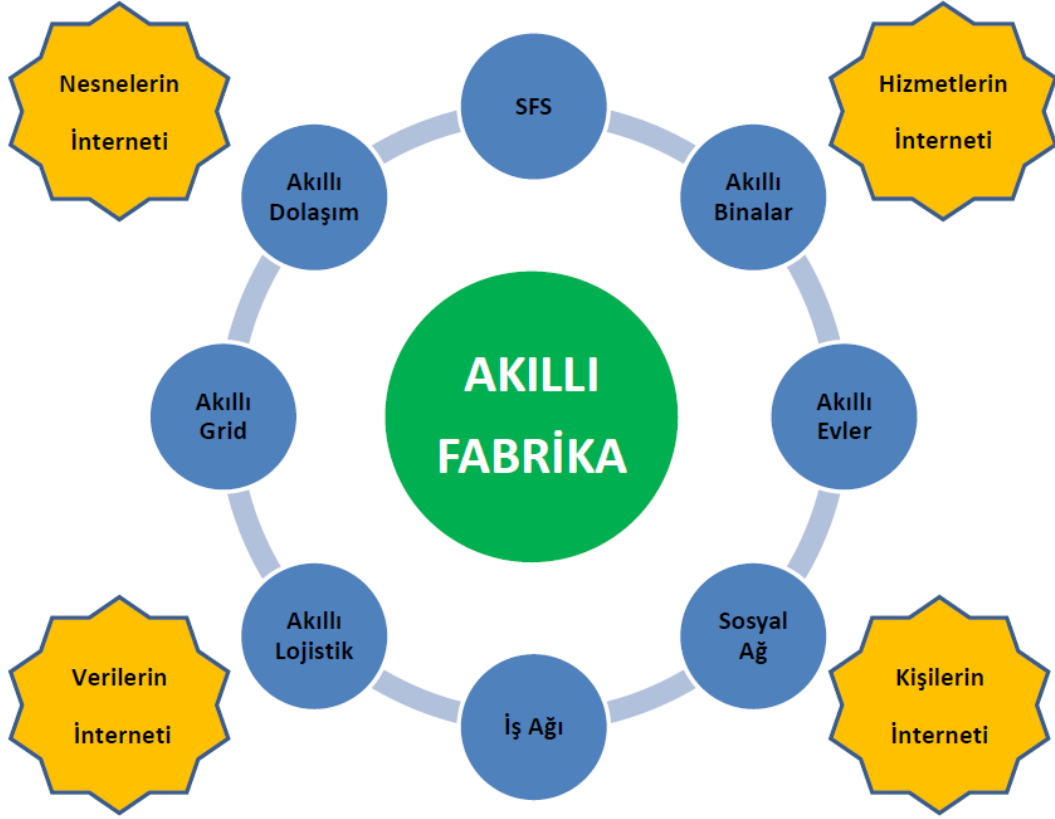 Nesnelerin
İnterneti
SFS
Hizmetlerin
İnterneti
Akıllı
Dolaşım
Akıllı
Binalar
AKILLI
FABRİKA
Akıllı
Grid
Akıllı
Evler
Akıllı
Lojistik
Sosyal
Ağ
Verilerin
İnterneti
İş Ağı
Kişilerin
İnterneti